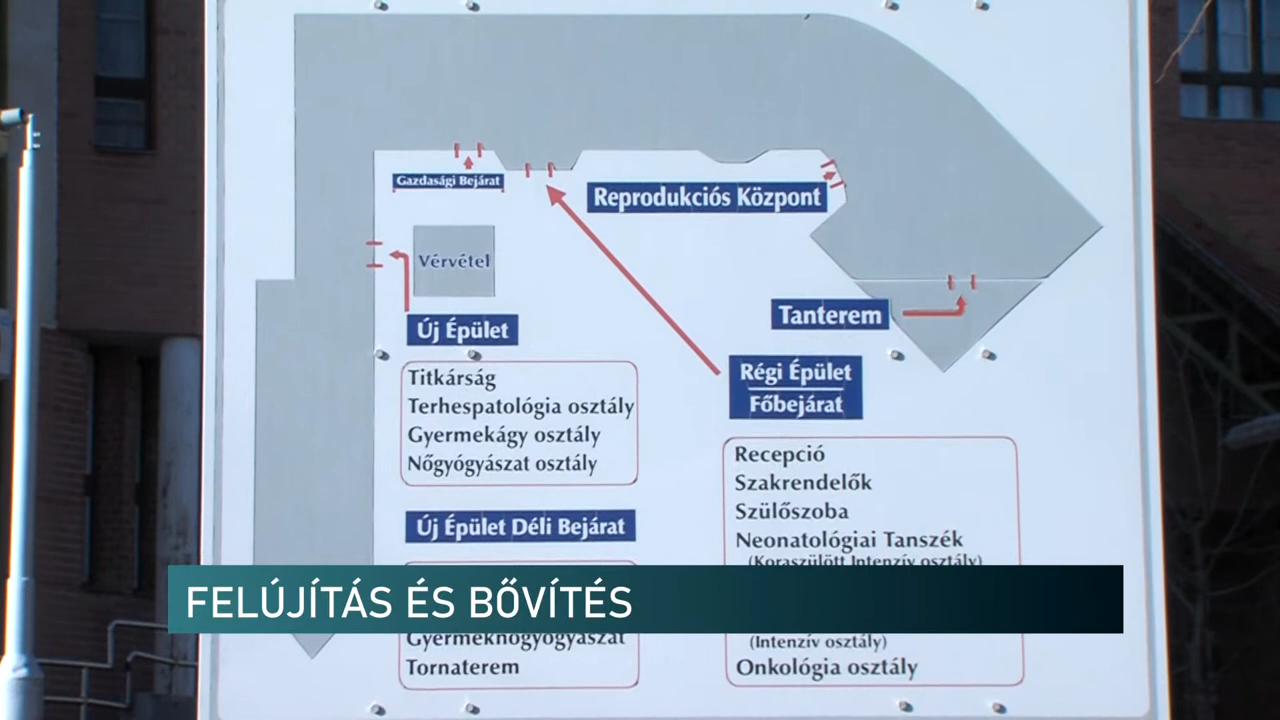 Gazdasági Bejárat
Reprodukciós Központ
Vérvétel
Új Épület
Tanterem
Titkárság
Terhespatológia osztály
Gyermekágy osztály
Nőgyógyászat osztály
Régi Épület
Főbejárat
Új Épület Déli Bejárat
Recepció
Szakrendelők
Szülőszoba
Neonatológiai Tanszék
(Koraszülött Intenzív osztály)
FELÚJÍTÁS ÉS BŐVÍTÉS
Gyermeknőgyógyászat
Tornaterem
(Intenzív osztály)
Onkológia osztály